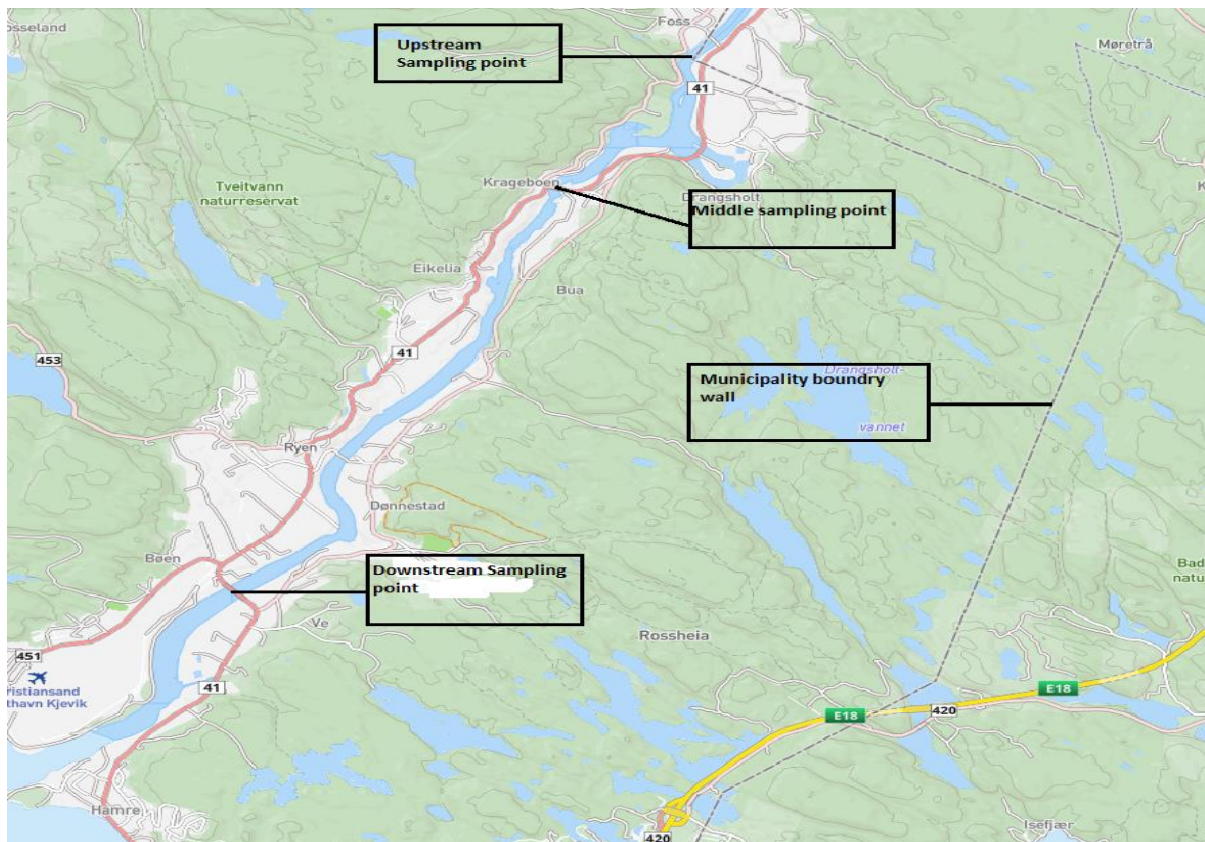 osseland
Foss
Møretrå
Upstream
Sampling point
41
Krageboen
Tveitvann
naturreservat
Drangsholt
Middle sampling point
Eikelia
Bua
453
41
Drangsholt-
vannet
Municipality boundry
wall
Ryen
Dønnestad
Bøen
Downstream Sampling
point
Bad
natu
Ve
Rossheia
451
41
ristiansand
thavn Kjevik
E18
E18
420
Hamre
420
Isefjær